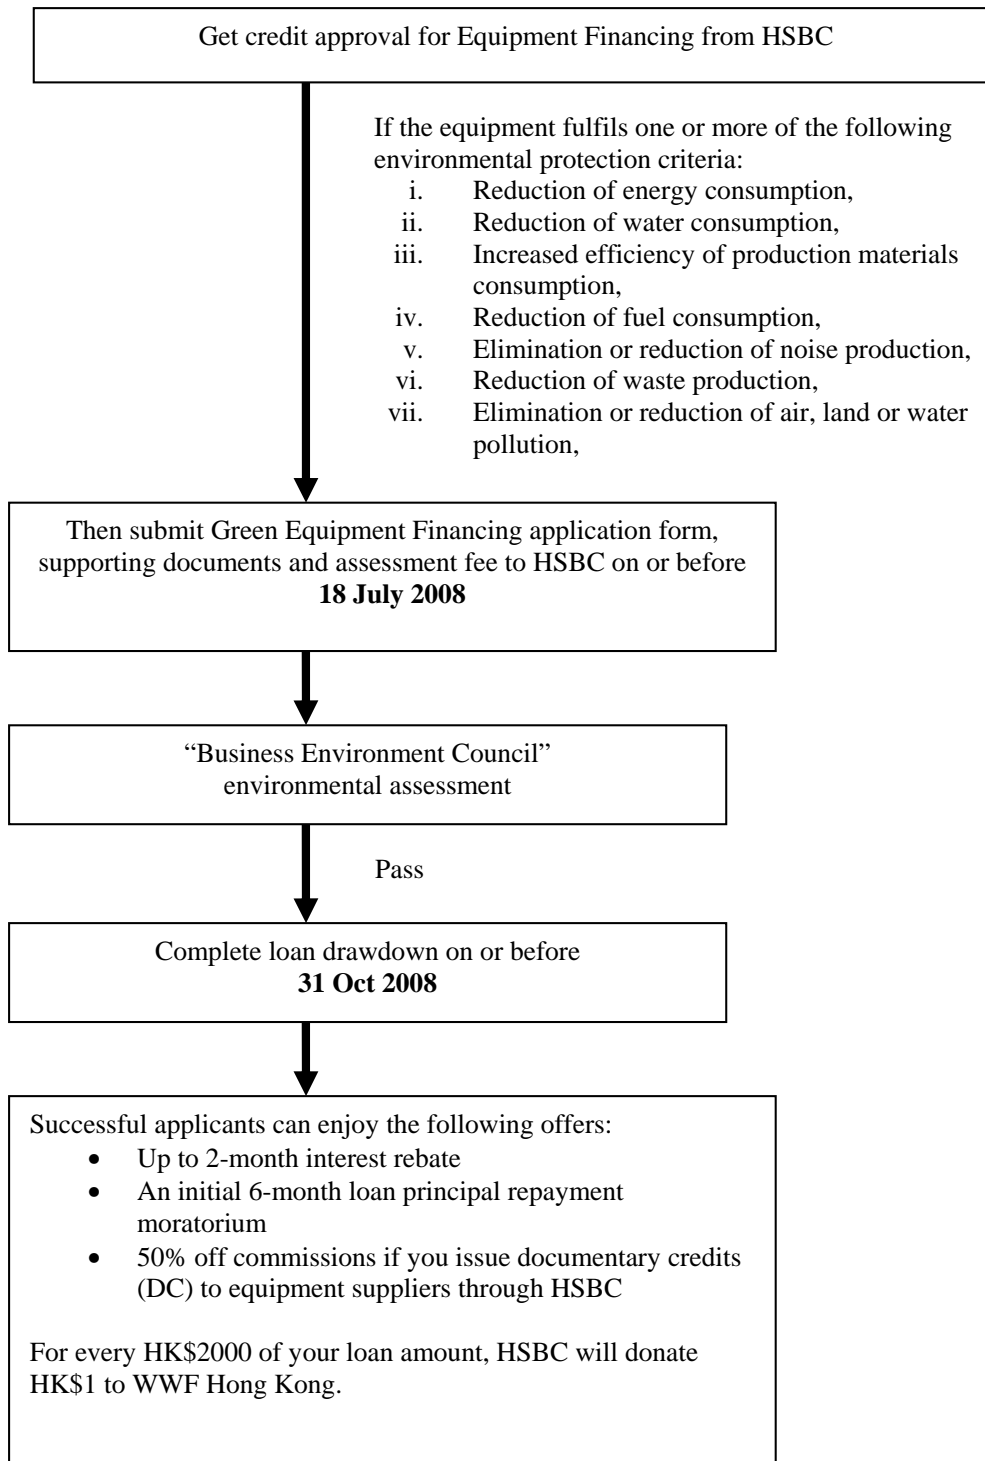 Get credit approval for Equipment Financing from HSBC
If the equipment fulfils one or more of the following
environmental protection criteria:
i. Reduction of energy consumption,
ii. Reduction of water consumption,
iii. Increased efficiency of production materials
consumption,
iv. Reduction of fuel consumption,
v. Elimination or reduction of noise production,
vi. Reduction of waste production,
vii. Elimination or reduction of air, land or water
pollution,
Then submit Green Equipment Financing application form,
supporting documents and assessment fee to HSBC on or before
18 July 2008
“Business Environment Council”
environmental assessment
Pass
Complete loan drawdown on or before
31 Oct 2008
Successful applicants can enjoy the following offers:
• Up to 2-month interest rebate
• An initial 6-month loan principal repayment
moratorium
• 50% off commissions if you issue documentary credits
(DC) to equipment suppliers through HSBC
For every HK$2000 of your loan amount, HSBC will donate
HK$1 to WWF Hong Kong.